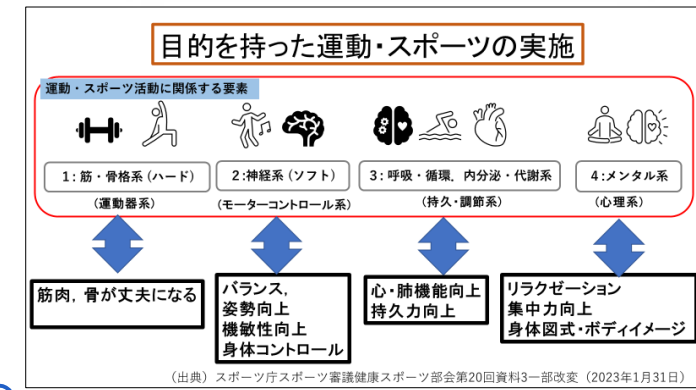 目的を持った運動・スポーツの実施
運動・スポーツ活動に関係する要素
1:筋・骨格系(ハード)
2:神経系(ソフト)
3:呼吸・循環, 内分泌・代謝系
4:メンタル系
(運動器系)
(モーターコントロール系)
(持久・調節系)
(心理系)
筋肉,骨が丈夫になる
バランス,
姿勢向上
機敏性向上
身体コントロール
心・肺機能向上
持久力向上
リラクゼーション
集中力向上
身体図式・ボディイメージ
(出典)スポーツ庁スポーツ審議健康スポーツ部会第20回資料3一部改変(2023年1月31日)